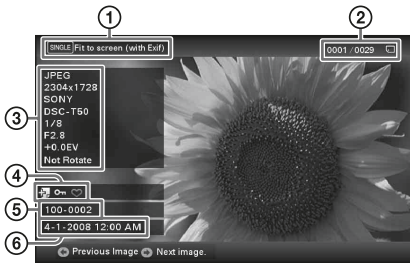 1
2
SINGLE Fit to screen (with Exif)
0001/0029
3
JPEG
2304x1728
SONY
DSC-T50
1/8
F2.8
+0.0EV
Not Rotate
4
5
100-0002
4-1-2008 12:00 AM
6
Previous Image Next image.